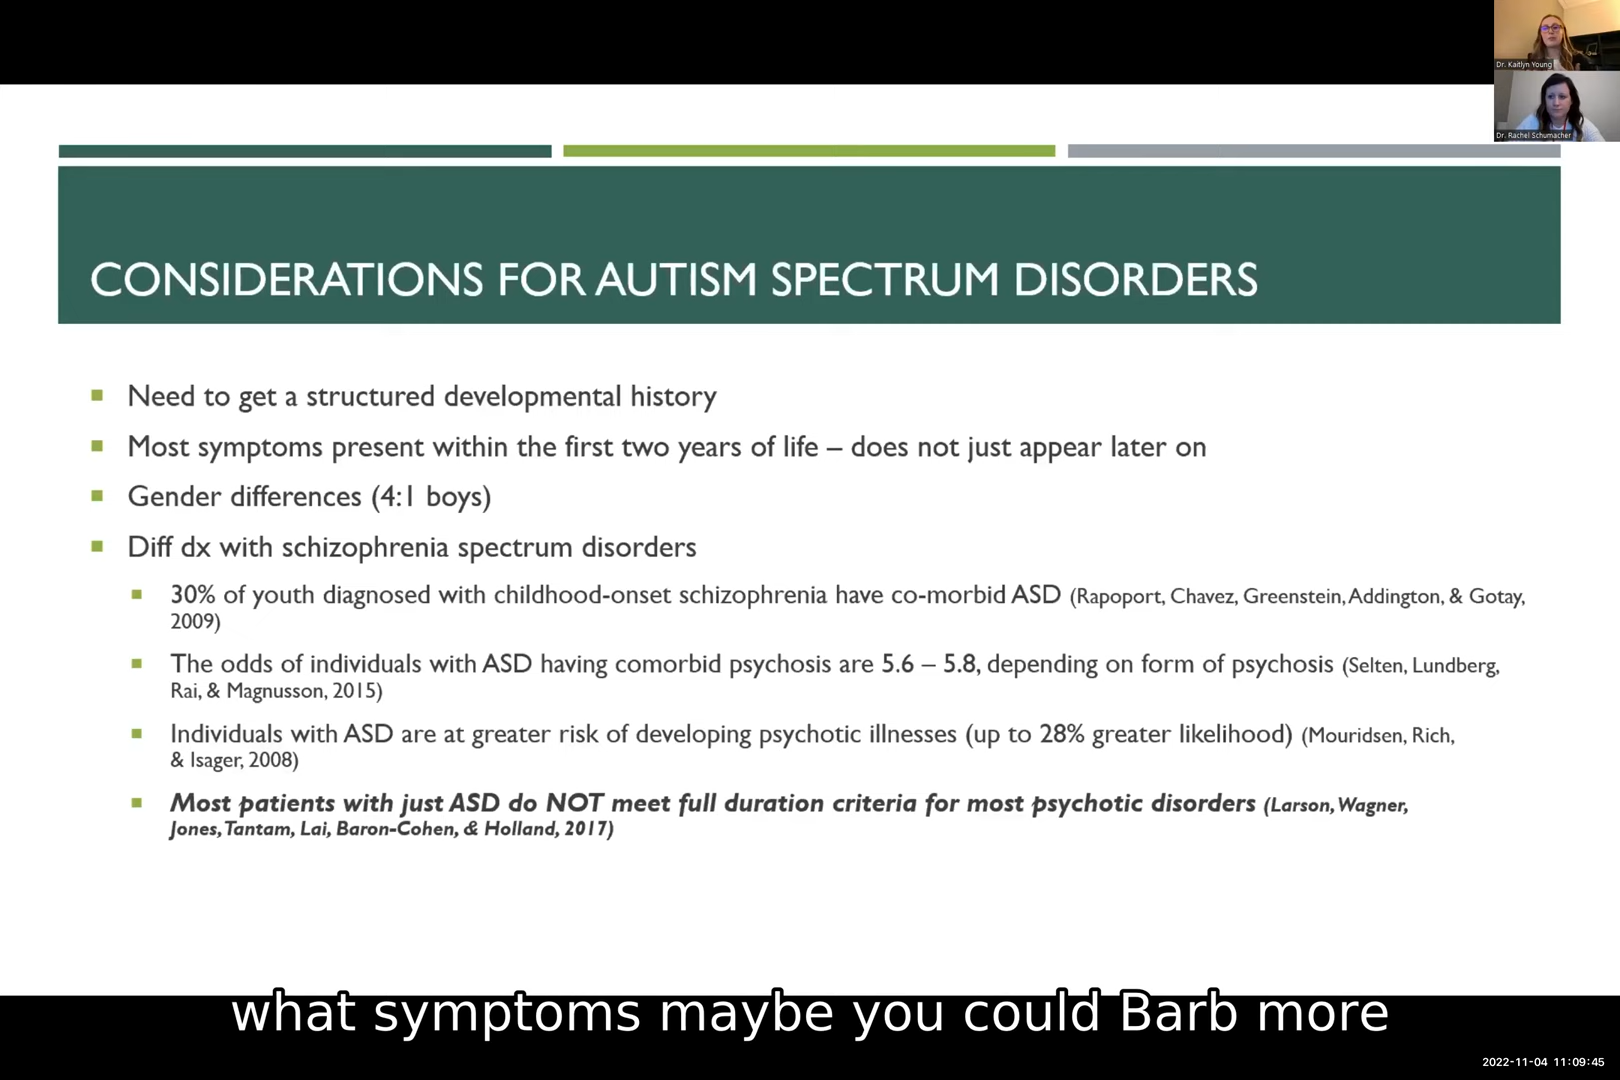 Dr. Kaitlyn Young
Dr. Rachel Schumacher
CONSIDERATIONS FOR AUTISM SPECTRUM DISORDERS
Need to get a structured developmental history
Most symptoms present within the first two years of life – does not just appear later on
Gender differences (4:1 boys)
Diff dx with schizophrenia spectrum disorders
30% of youth diagnosed with childhood-onset schizophrenia have co-morbid ASD (Rapoport, Chavez, Greenstein, Addington, & Gotay,
2009)
The odds of individuals with ASD having comorbid psychosis are 5.6 – 5.8, depending on form of psychosis (Selten, Lundberg,
Rai, & Magnusson, 2015)
Individuals with ASD are at greater risk of developing psychotic illnesses (up to 28% greater likelihood) (Mouridsen, Rich,
& Isager, 2008)
Most patients with just ASD do NOT meet full duration criteria for most psychotic disorders (Larson, Wagner,
Jones, Tantam, Lai, Baron-Cohen, & Holland, 2017)
what symptoms maybe you could Barb more
2022-11-04 11:09:45